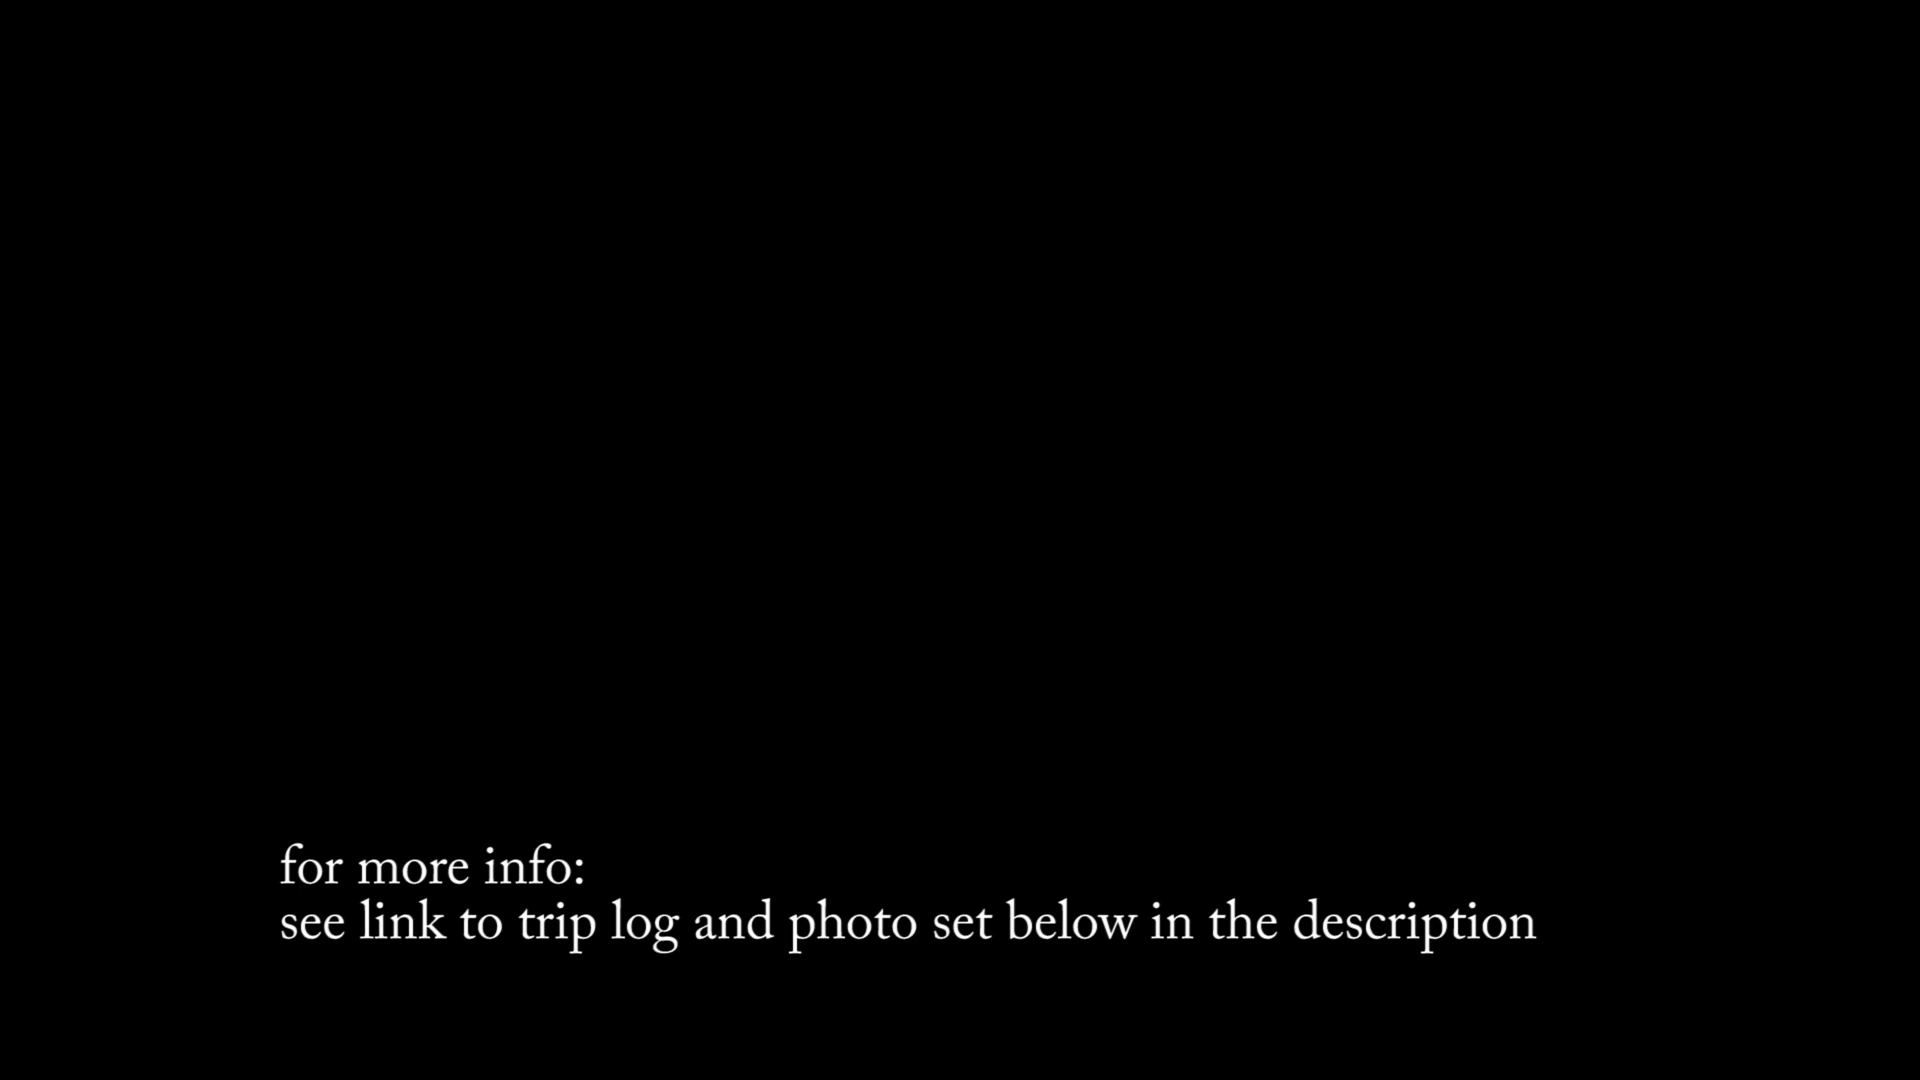 for more info:
see link to trip log and photo set below in the description